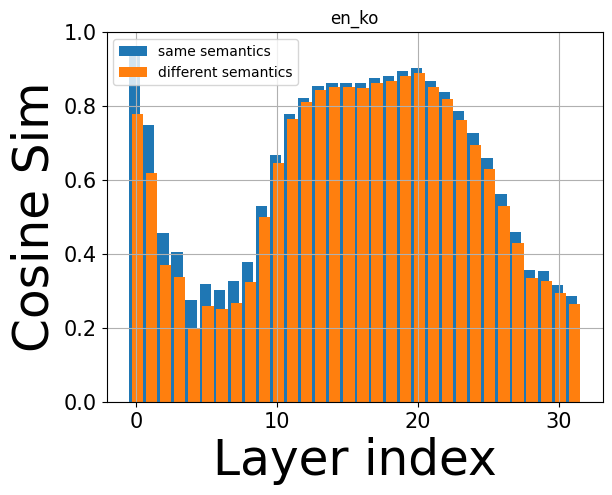 en_ko
same semantics
different semantics
Cosine Sim
1.0
0.8
0.6
0.4
0.2
0.0
0 10 20 30
Layer index